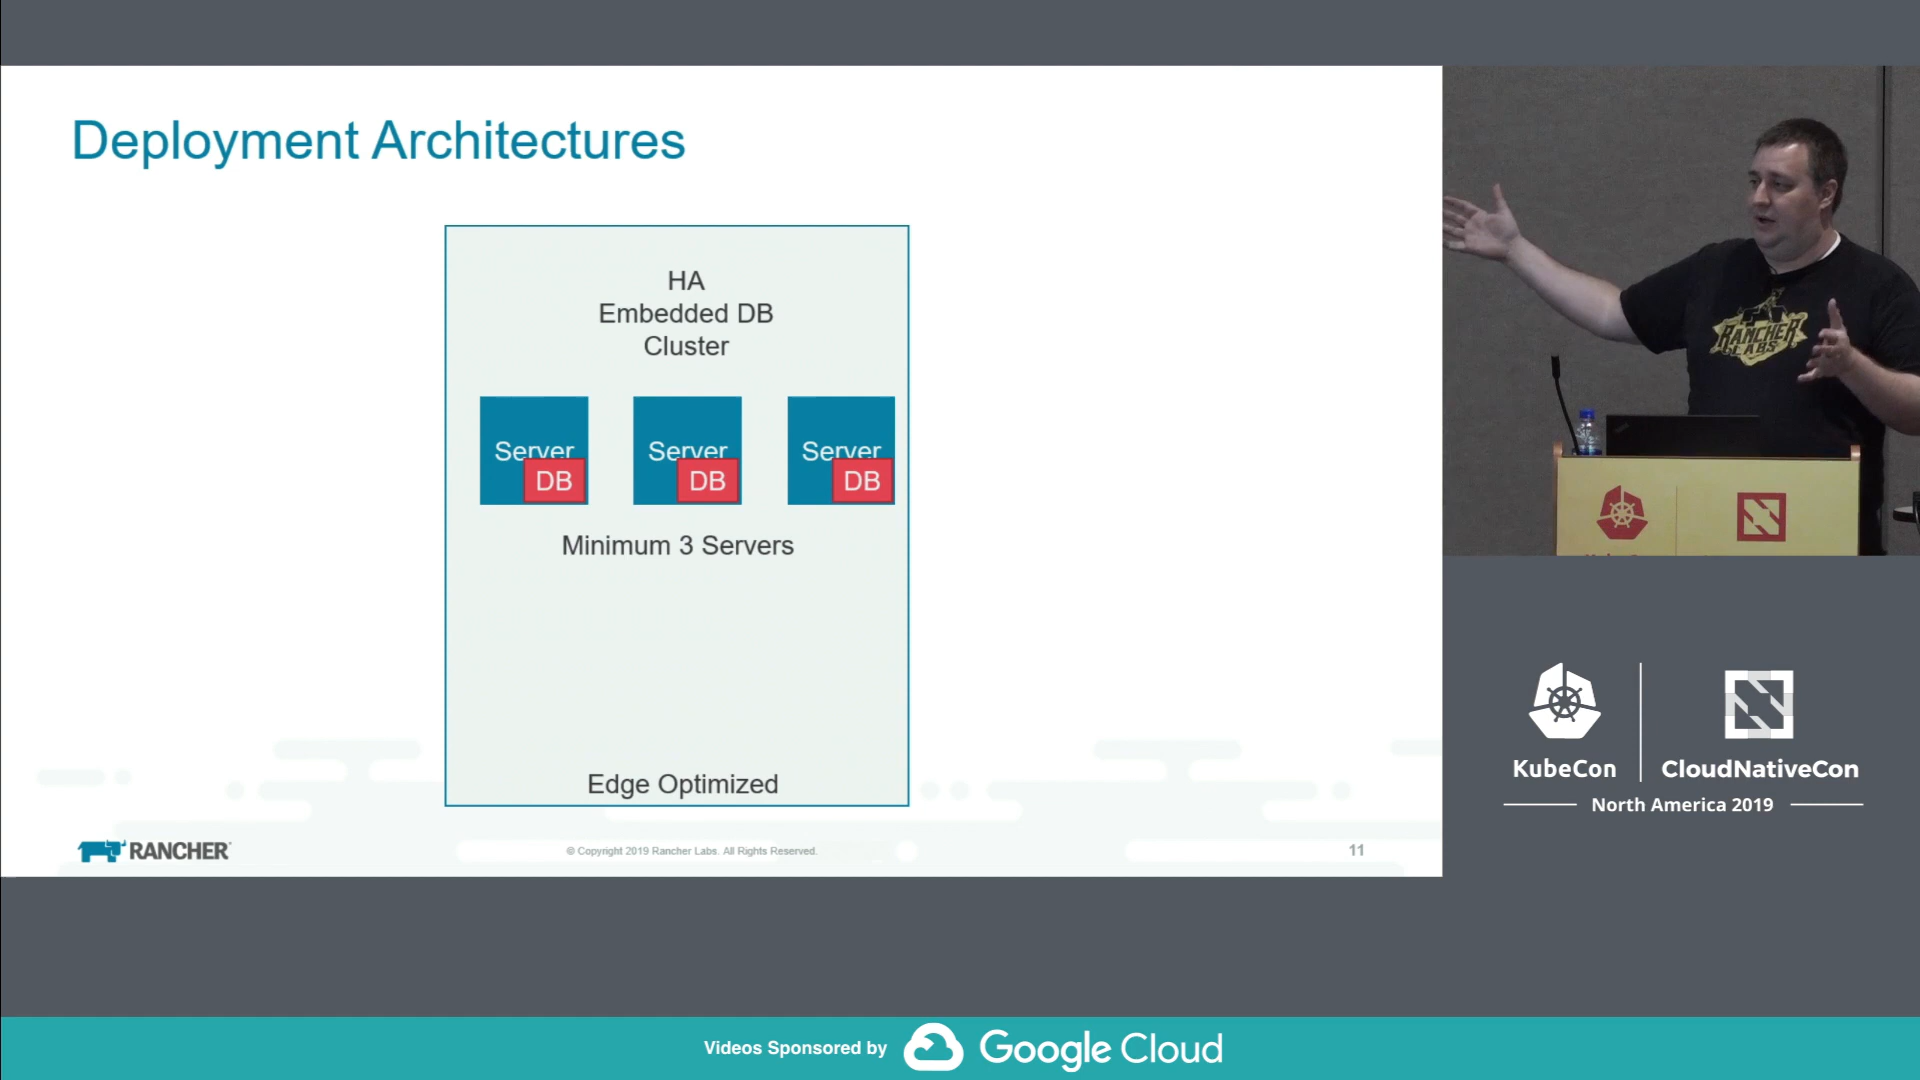 Deployment Architectures
HA
Embedded DB
Cluster
Server
DB
Server
DB
Server
DB
Minimum 3 Servers
Edge Optimized
RANCHER
© Copyright 2019 Rancher Labs. All Rights Reserved.
11
RANCHER
LABS
KubeCon
CloudNativeCon
North America 2019
Videos Sponsored by
Google Cloud